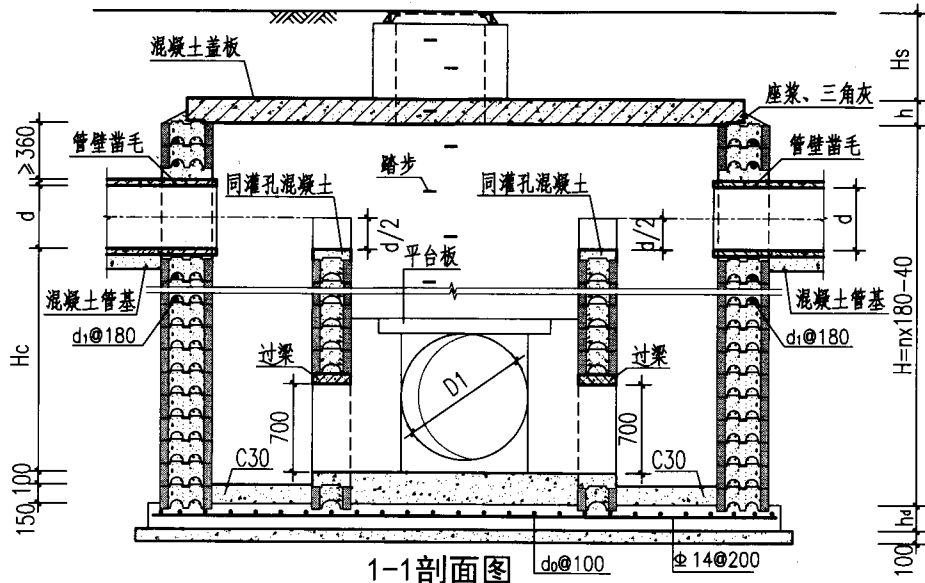 混凝土盖板
座浆、三角灰
Hs
h
≥360
管壁凿毛
踏步
管壁凿毛
同灌孔混凝土
同灌孔混凝土
d
d/2
d/2
d
平台板
混凝土管基
混凝土管基
d1@180
d1@180
H=nx180-40
Hc
过梁
过梁
D1
700
700
C30
C30
100
150
hd
100
1-1剖面图
d0@100
Φ14@200